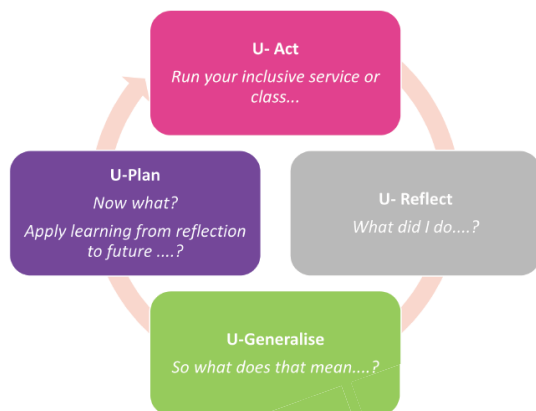 U- Act
Run your inclusive service or
class...
U- Reflect
What did I do....?
U-Generalise
So what does that mean....?
U-Plan
Now what?
Apply learning from reflection
to future ....?